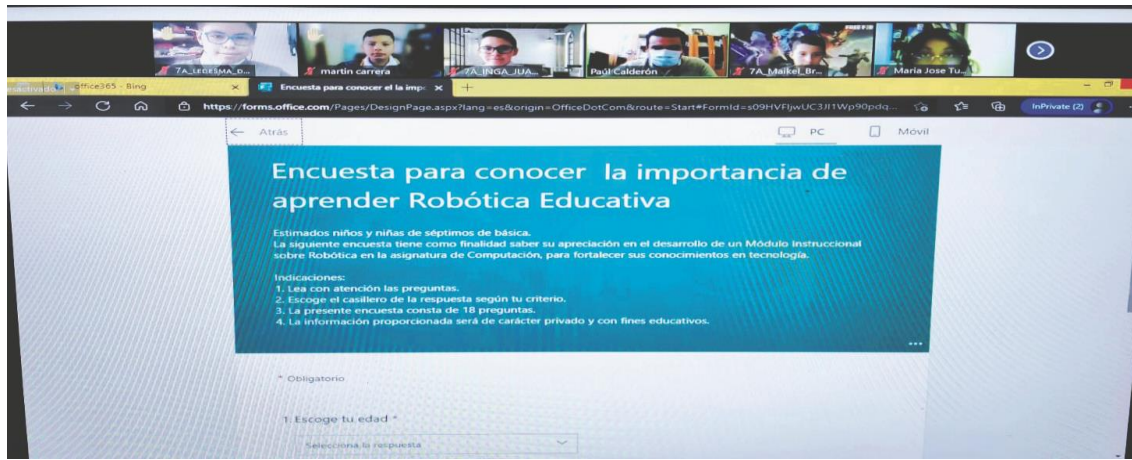 7A_LEDESMA_D...
martin carrera
7A_INGA_JUA...
Paúl Calderón
7A_Maikel_Br...
Maria Jose Tu...
office365 - Bing
Encuesta para conocer el la impo
https://forms.office.com/Pages/DesignPage.aspx?lang=es&origin=OfficeDotCom&route=Start#FormId=s09HVFIjwUC3JI1Wp90pdq...
InPrivate (2)
Atrás
PC
Móvil
Encuesta para conocer la importancia de
aprender Robótica Educativa
Estimados niños y niñas de séptimos de básica.
La siguiente encuesta tiene como finalidad saber su apreciación en el desarrollo de un Módulo Instruccional
sobre Robótica en la asignatura de Computación, para fortalecer sus conocimientos en tecnología.
Indicaciones:
1. Lea con atención las preguntas.
2. Escoge el casillero de la respuesta según tu criterio.
3. La presente encuesta consta de 18 preguntas.
4. La información proporcionada será de carácter privado y con fines educativos.
* Obligatorio
1. Escoge tu edad *
Selecciona la respuesta